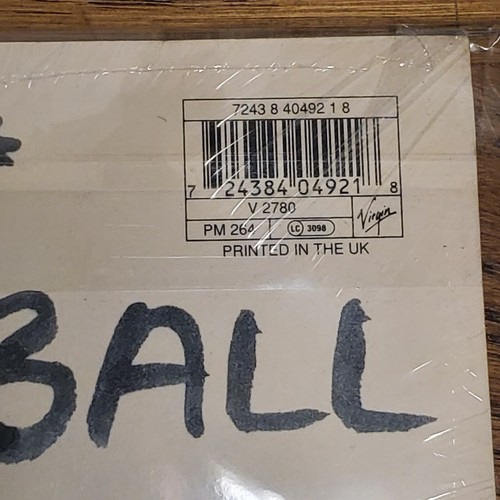 7243 8 40492 1 8
7 24384 04921 8
V 2780
PM 264 LC 3098 Virgin
PRINTED IN THE UK
BALL